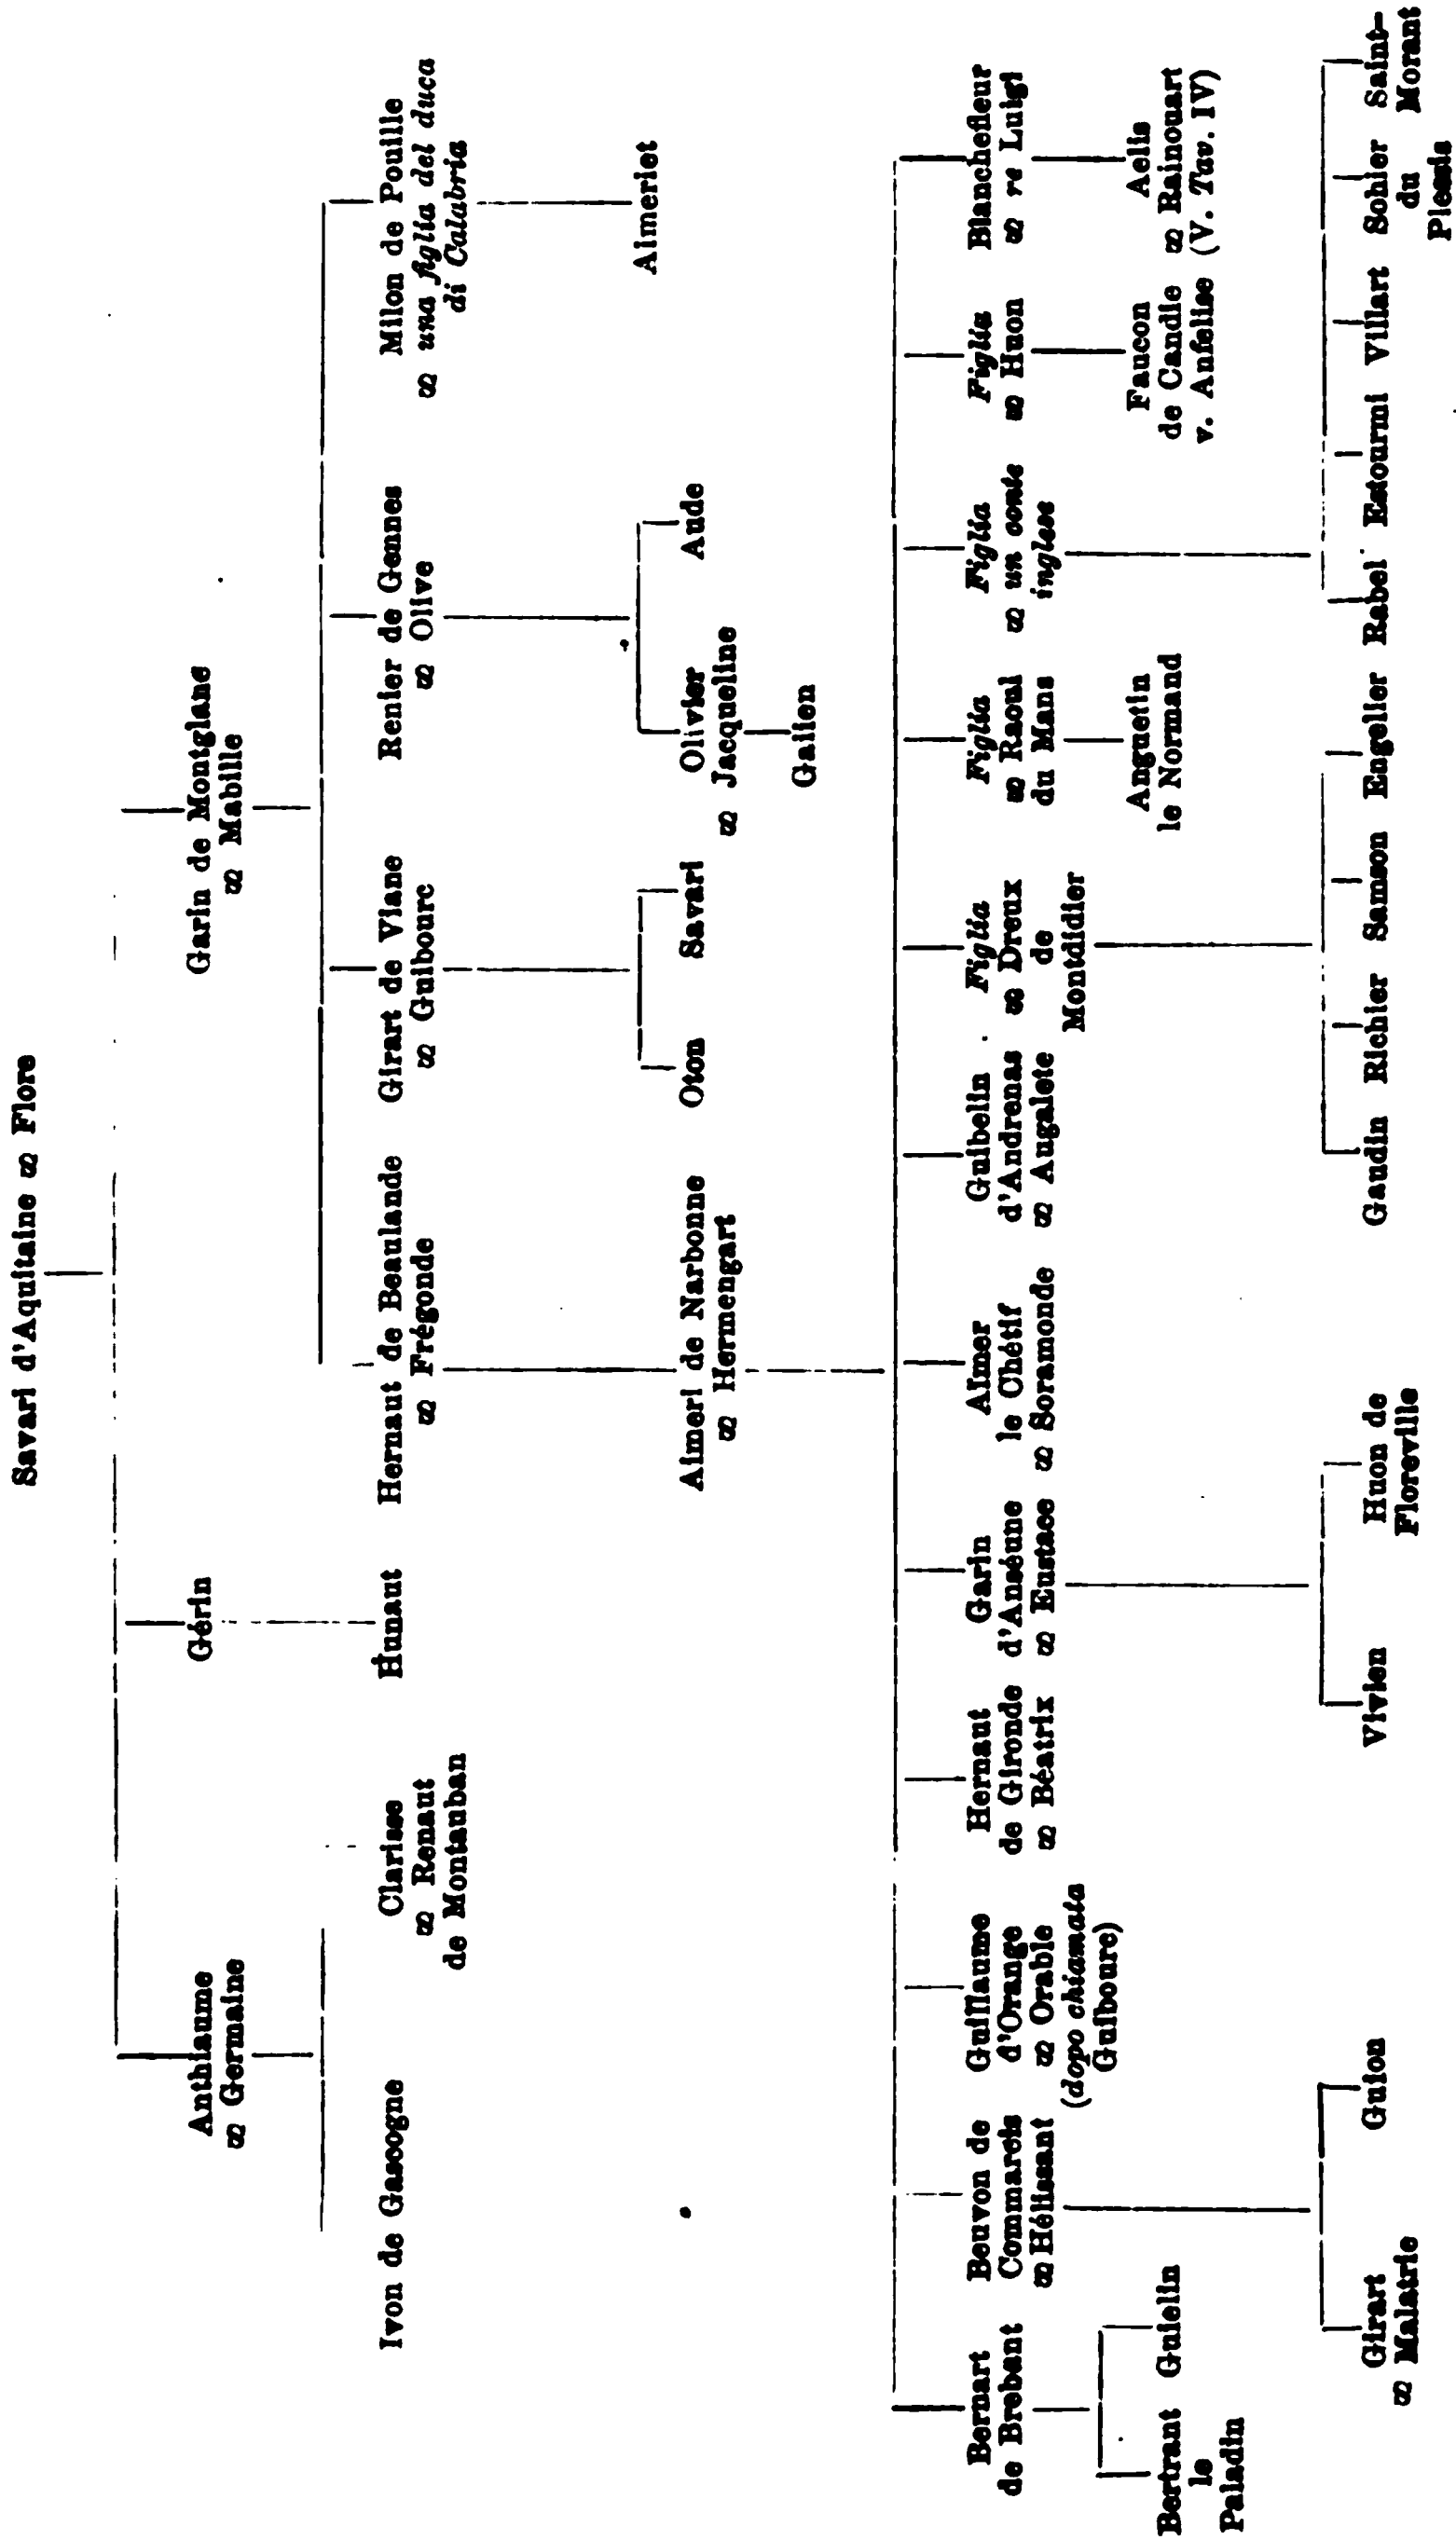 Savari d'Aquitaine ∞ Flore
Anthiaume
∞ Germaine
Gérin
Garin de Montglane
∞ Mabille
Ivon de Gascogne
Clarisse
∞ Renaut
de Montauban
Hunaut
Hernaut de Beaulande
∞ Frégonde
Girart de Viane
∞ Guibourc
Renier de Gennes
∞ Olive
Milon de Pouille
∞ una figlia del duca
di Calabria
Aimeri de Narbonne
∞ Hermengart
Oton
Savari
Olivier
∞ Jacqueline
Aude
Aimeriet
Galien
Bernart
de Brebant
Beuvon de
Commarcis
∞ Hélissant
Guillaume
d'Orange
∞ Orable
(dopo chiamata
Guibourc)
Hernaut
de Gironde
∞ Béatrix
Garin
d'Anséune
∞ Eustace
Aimer
le Chétif
∞ Soramonde
Guibelin
d'Andrenas
∞ Augalete
Figlia
∞ Dreux
de
Montdidier
Figlia
∞ Raoul
du Mans
Figlia
∞ un conte
inglese
Figlia
∞ Huon
Blanchefleur
∞ re Luigi
Bertrant
le
Paladin
Guielin
Anguetin
le Normand
Faucon
de Candie
v. Anfelise
Aelis
∞ Rainouart
(V. Tav. IV)
Girart
∞ Malatrie
Guion
Vivien
Huon de
Floreville
Gaudin
Richier
Samson
Engelier
Rabel
Estourmi
Villart
Sohier
du
Plessis
Saint-
Morant